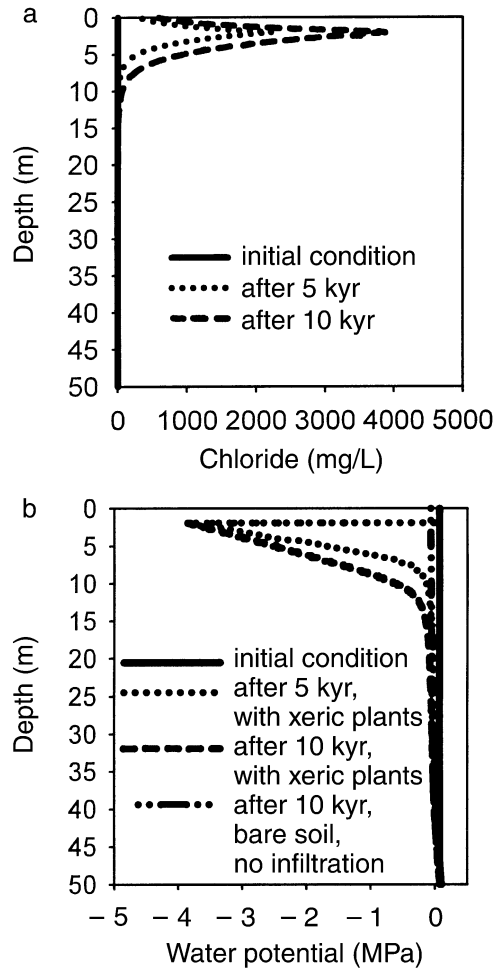 a
0
5
10
15
20
25
30
35
40
45
50
Depth (m)
initial condition
after 5 kyr
after 10 kyr
0 1000 2000 3000 4000 5000
Chloride (mg/L)
b
0
5
10
15
20
25
30
35
40
45
50
Depth (m)
initial condition
after 5 kyr,
with xeric plants
after 10 kyr,
with xeric plants
after 10 kyr,
bare soil,
no infiltration
− 5 − 4 − 3 − 2 − 1 0
Water potential (MPa)